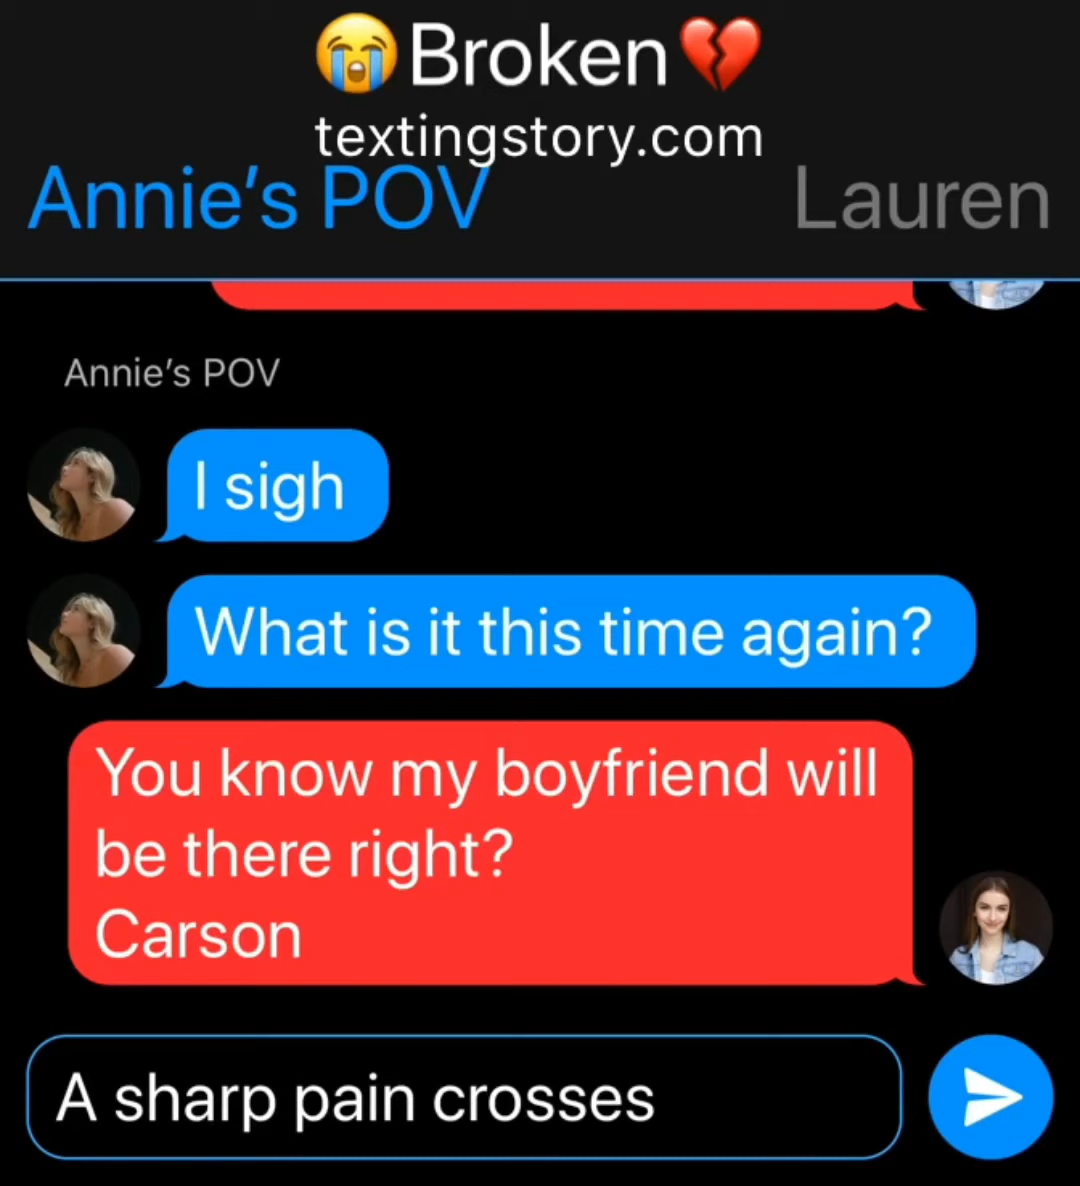 😭Broken💔
textingstory.com
Annie’s POV
Lauren
Annie’s POV
I sigh
What is it this time again?
You know my boyfriend will
be there right?
Carson
A sharp pain crosses